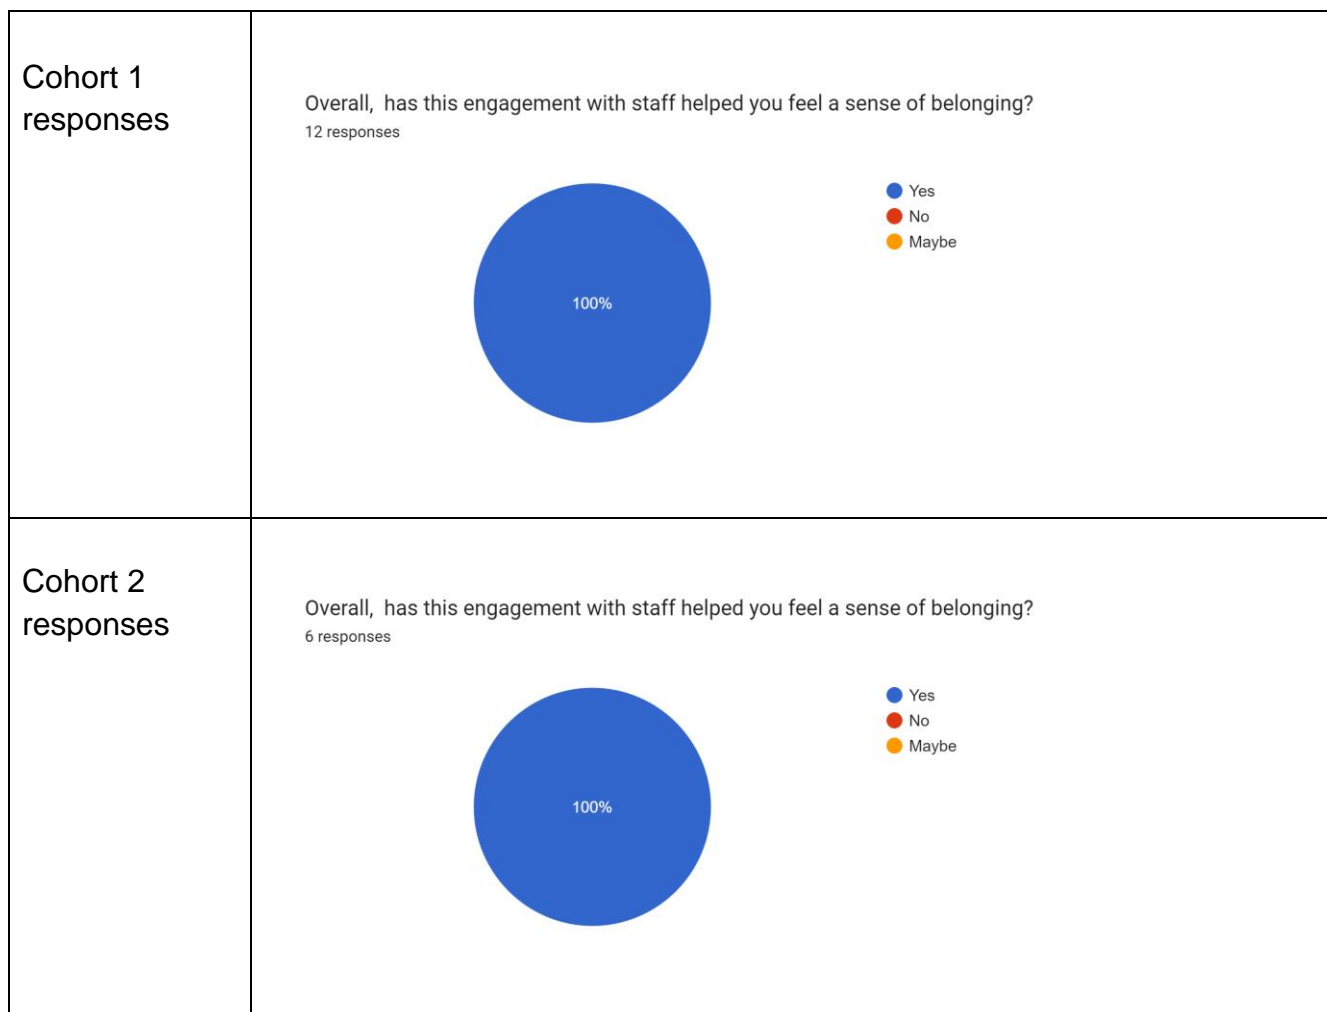 Cohort 1
responses
Overall,  has this engagement with staff helped you feel a sense of belonging?
12 responses
Yes
No
Maybe
100%
Cohort 2
responses
Overall,  has this engagement with staff helped you feel a sense of belonging?
6 responses
Yes
No
Maybe
100%